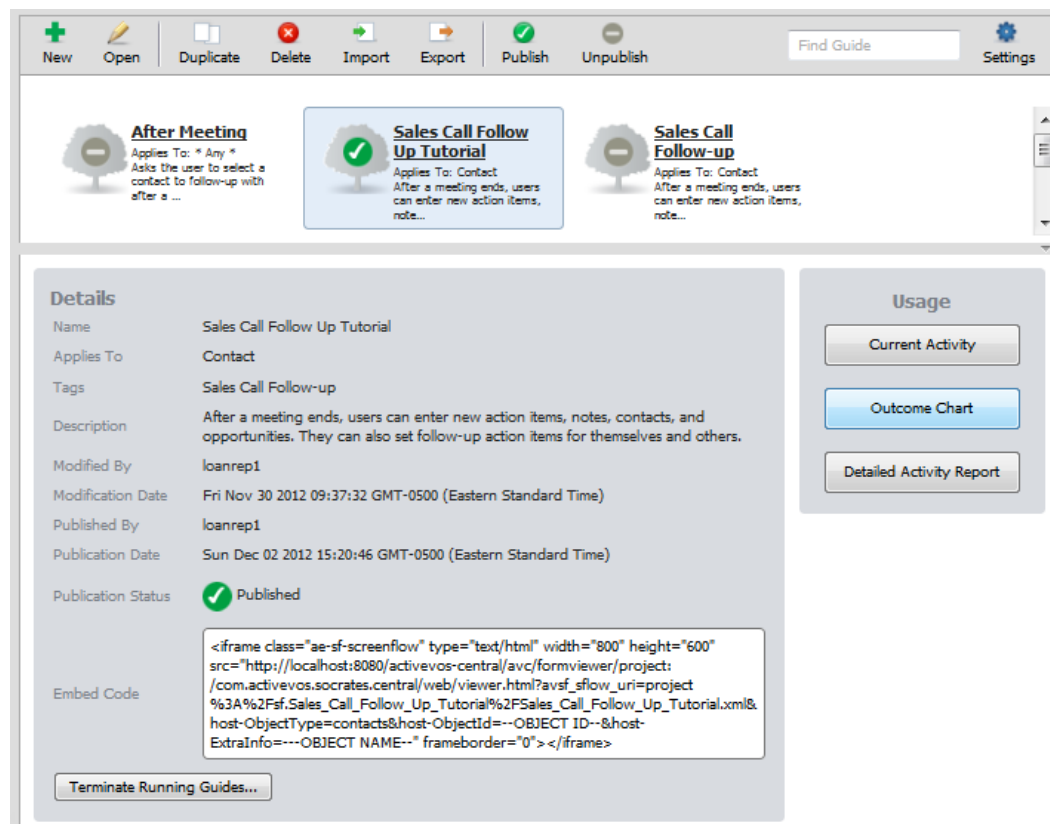 New Open Duplicate Delete Import Export Publish Unpublish Find Guide Settings
After Meeting
Applies To: * Any *
Asks the user to select a
contact to follow-up with
after a ...
Sales Call Follow
Up Tutorial
Applies To: Contact
After a meeting ends, users
can enter new action items,
note...
Sales Call
Follow-up
Applies To: Contact
After a meeting ends, users
can enter new action items,
note...
Details
Name Sales Call Follow Up Tutorial
Applies To Contact
Tags Sales Call Follow-up
Description After a meeting ends, users can enter new action items, notes, contacts, and
opportunities. They can also set follow-up action items for themselves and others.
Modified By loanrep1
Modification Date Fri Nov 30 2012 09:37:32 GMT-0500 (Eastern Standard Time)
Published By loanrep1
Publication Date Sun Dec 02 2012 15:20:46 GMT-0500 (Eastern Standard Time)
Publication Status Published
Embed Code
<iframe class="ae-sf-screenflow" type="text/html" width="800" height="600"
src="http://localhost:8080/activevos-central/avc/formviewer/project:
/com.activevos.socrates.central/web/viewer.html?avsf_sflow_uri=project
%3A%2Fsf.Sales_Call_Follow_Up_Tutorial%2FSales_Call_Follow_Up_Tutorial.xml&
host-ObjectType=contacts&host-ObjectId=--OBJECT ID--&host-
ExtraInfo=---OBJECT NAME--" frameborder="0"></iframe>
Terminate Running Guides...
Usage
Current Activity
Outcome Chart
Detailed Activity Report